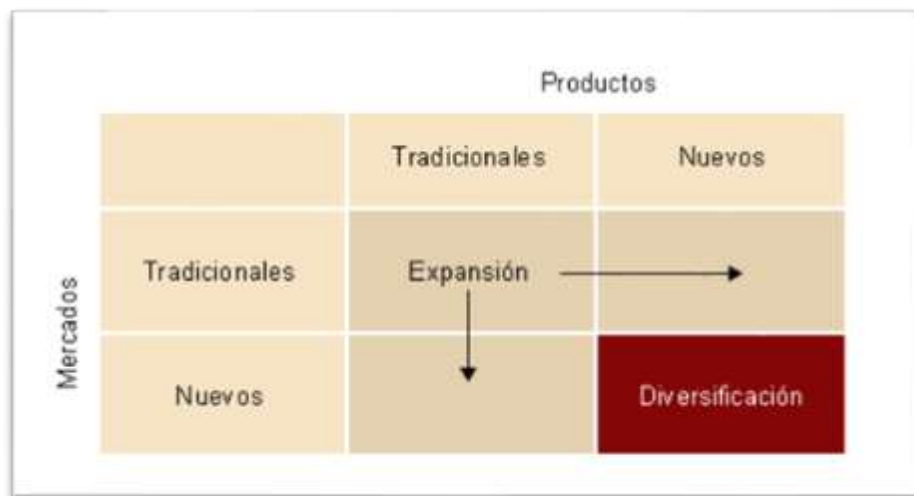 Productos
Tradicionales Nuevos
Mercados
Tradicionales Expansión
Nuevos Diversificación